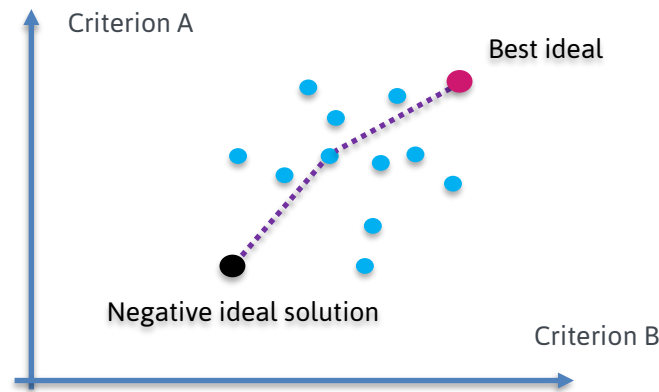 Criterion A
Best ideal
Negative ideal solution
Criterion B